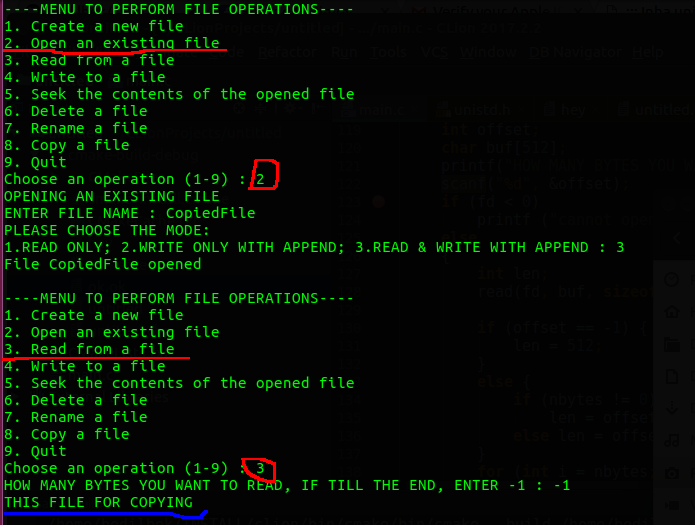 ----MENU TO PERFORM FILE OPERATIONS----
1. Create a new file
2. Open an existing file
3. Read from a file
4. Write to a file
5. Seek the contents of the opened file
6. Delete a file
7. Rename a file
8. Copy a file
9. Quit
Choose an operation (1-9) : 2
OPENING AN EXISTING FILE
ENTER FILE NAME : CopiedFile
PLEASE CHOOSE THE MODE:
1.READ ONLY; 2.WRITE ONLY WITH APPEND; 3.READ & WRITE WITH APPEND : 3
File CopiedFile opened
----MENU TO PERFORM FILE OPERATIONS----
1. Create a new file
2. Open an existing file
3. Read from a file
4. Write to a file
5. Seek the contents of the opened file
6. Delete a file
7. Rename a file
8. Copy a file
9. Quit
Choose an operation (1-9) : 3
HOW MANY BYTES YOU WANT TO READ, IF TILL THE END, ENTER -1 : -1
THIS FILE FOR COPYING